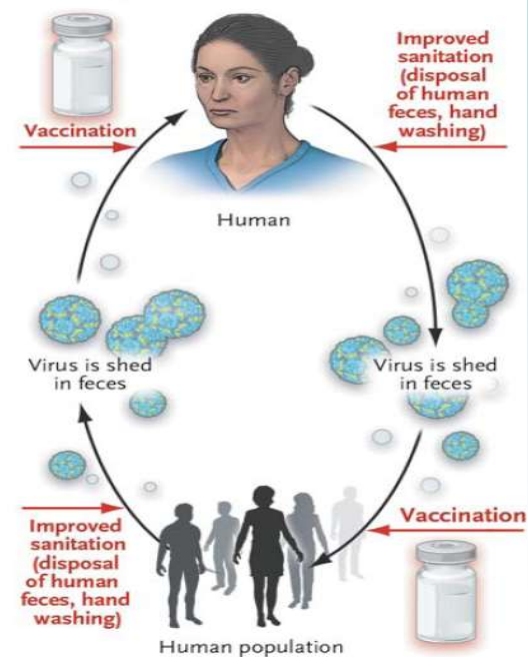 Improved
sanitation
(disposal
of human
feces, hand
washing)
Vaccination
Human
Virus is shed
in feces
Virus is shed
in feces
Vaccination
Improved
sanitation
(disposal
of human
feces, hand
washing)
Human population